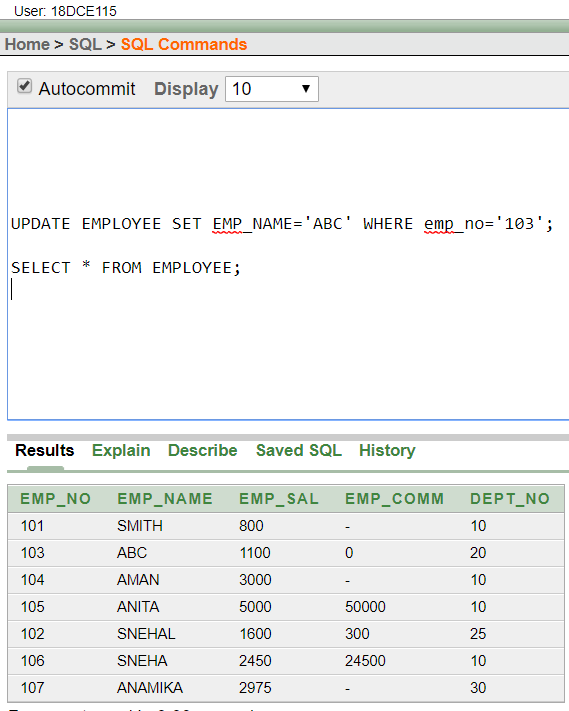 User: 18DCE115
Home > SQL > SQL Commands
Autocommit Display 10
UPDATE EMPLOYEE SET EMP_NAME='ABC' WHERE emp_no='103';
SELECT * FROM EMPLOYEE;
Results Explain Describe Saved SQL History
EMP_NO EMP_NAME EMP_SAL EMP_COMM DEPT_NO
101 SMITH 800 - 10
103 ABC 1100 0 20
104 AMAN 3000 - 10
105 ANITA 5000 50000 10
102 SNEHAL 1600 300 25
106 SNEHA 2450 24500 10
107 ANAMIKA 2975 - 30